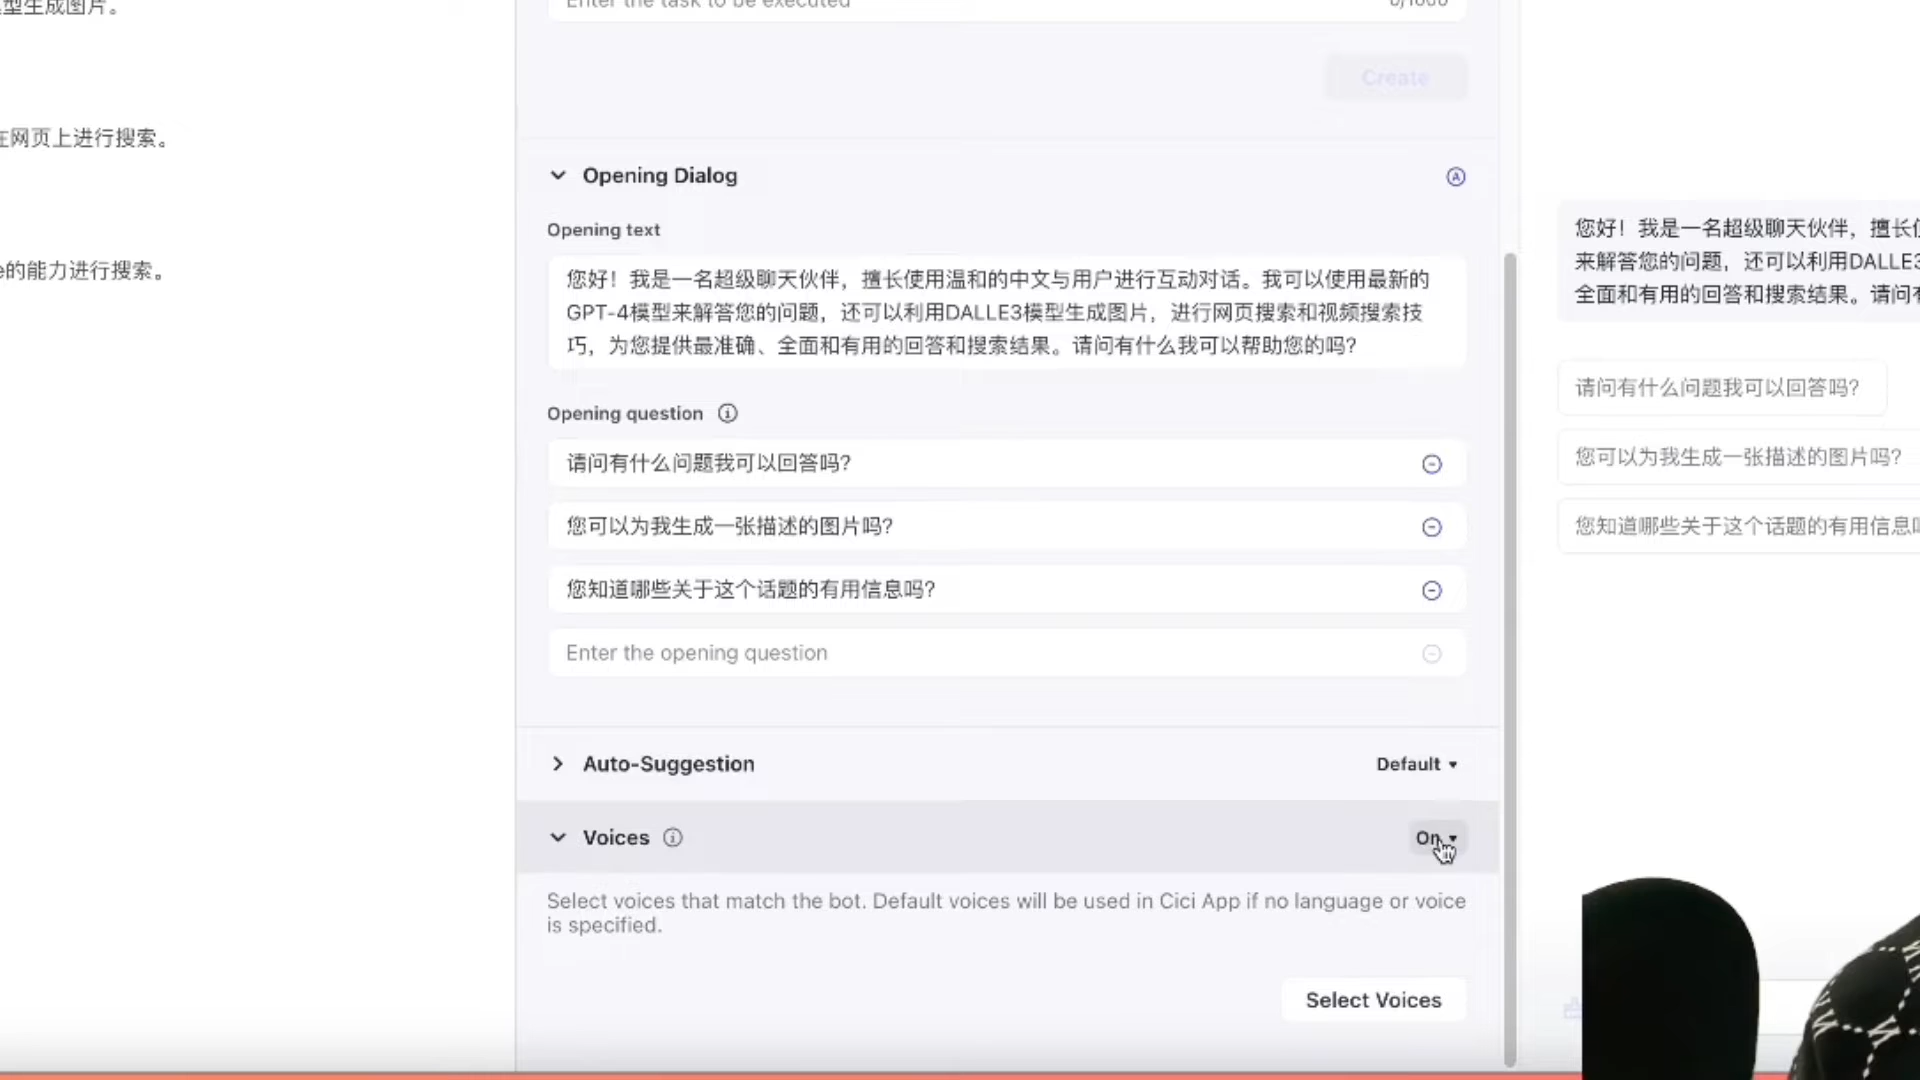 型生成图片。
在网页上进行搜索。
的能力进行搜索。
Enter the task to be executed
0/1000
Create
Opening Dialog
Opening text
您好！我是一名超级聊天伙伴，擅长使用温和的中文与用户进行互动对话。我可以使用最新的
GPT-4模型来解答您的问题，还可以利用DALLE3模型生成图片，进行网页搜索和视频搜索技
巧，为您提供最准确、全面和有用的回答和搜索结果。请问有什么我可以帮助您的吗？
Opening question
请问有什么问题我可以回答吗？
您可以为我生成一张描述的图片吗？
您知道哪些关于这个话题的有用信息吗？
Enter the opening question
Auto-Suggestion
Default
Voices
On
Select voices that match the bot. Default voices will be used in Cici App if no language or voice
is specified.
Select Voices
您好！我是一名超级聊天伙伴，擅长
来解答您的问题，还可以利用DALLE3
全面和有用的回答和搜索结果。请问有
请问有什么问题我可以回答吗？
您可以为我生成一张描述的图片吗？
您知道哪些关于这个话题的有用信息